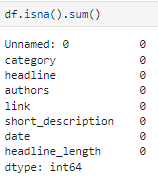 df.isna().sum()
Unnamed: 0 0
category 0
headline 0
authors 0
link 0
short_description 0
date 0
headline_length 0
dtype: int64